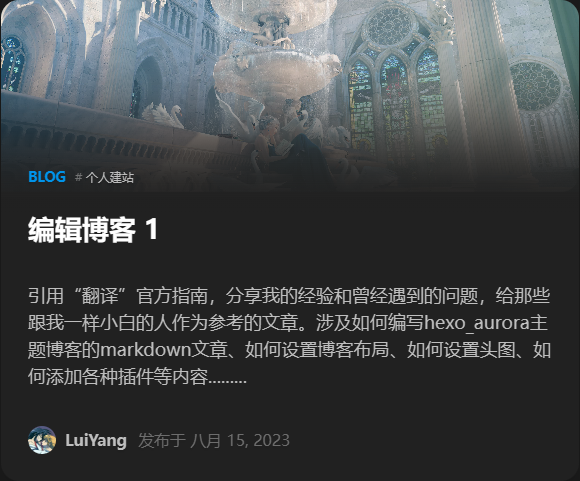 BLOG # 个人建站
编辑博客 1
引用“翻译”官方指南，分享我的经验和曾经遇到的问题，给那些
跟我一样小白的人作为参考的文章。涉及如何编写hexo_aurora主
题博客的markdown文章、如何设置博客布局、如何设置头图、如
何添加各种插件等内容.........
LuiYang 发布于 八月 15, 2023